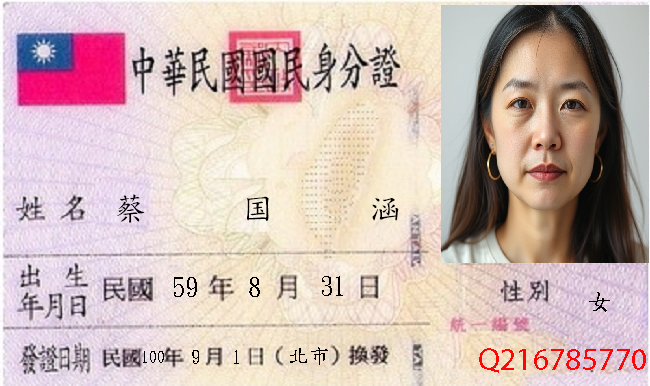 中華民國國民身分證
姓名 蔡国涵
出生年月日 民國 59 年 8 月 31 日
性別 女
統一編號
Q216785770
發證日期 民國100年 9月 1日 (北市) 換發